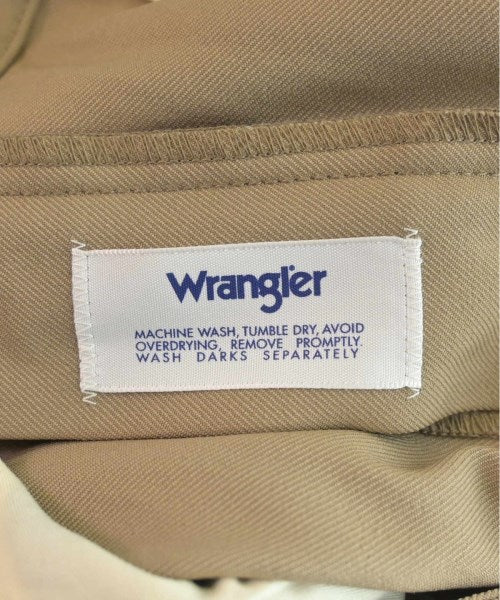 Wrangler
MACHINE WASH, TUMBLE DRY, AVOID
OVERDRYING, REMOVE PROMPTLY.
WASH DARKS SEPARATELY